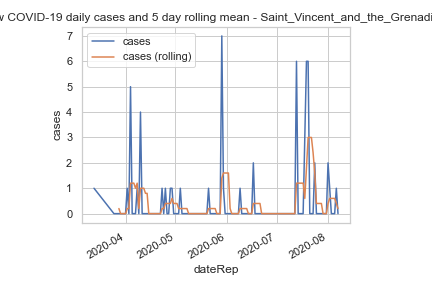 w COVID-19 daily cases and 5 day rolling mean - Saint_Vincent_and_the_Grenadi
cases
cases (rolling)
7
6
5
4
3
2
1
0
cases
2020-04
2020-05
2020-06
2020-07
2020-08
dateRep